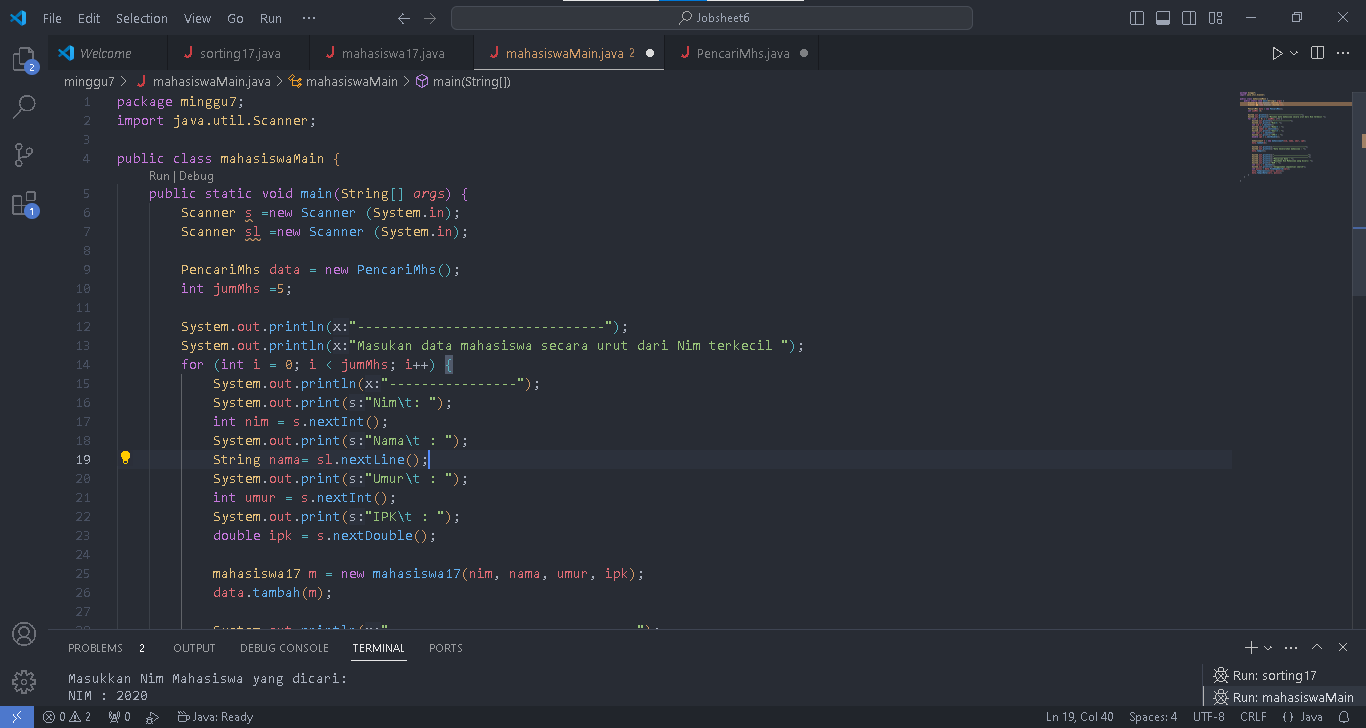 File Edit Selection View Go Run ··· Jobsheet6
2
1
Welcome sorting17.java mahasiswa17.java mahasiswaMain.java 2 PencariMhs.java
minggu7 > mahasiswaMain.java > mahasiswaMain > main(String[])
1 package minggu7;
2 import java.util.Scanner;
3
4 public class mahasiswaMain {
Run | Debug
5 public static void main(String[] args) {
6 Scanner s =new Scanner (System.in);
7 Scanner sl =new Scanner (System.in);
8
9 PencariMhs data = new PencariMhs();
10 int jumMhs =5;
11
12 System.out.println(x:"-------------------------------");
13 System.out.println(x:"Masukan data mahasiswa secara urut dari Nim terkecil ");
14 for (int i = 0; i < jumMhs; i++) {
15 System.out.println(x:"----------------");
16 System.out.print(s:"Nim\t: ");
17 int nim = s.nextInt();
18 System.out.print(s:"Nama\t : ");
19 String nama= sl.nextLine();
20 System.out.print(s:"Umur\t : ");
21 int umur = s.nextInt();
22 System.out.print(s:"IPK\t : ");
23 double ipk = s.nextDouble();
24
25 mahasiswa17 m = new mahasiswa17(nim, nama, umur, ipk);
26 data.tambah(m);
27
PROBLEMS 2 OUTPUT DEBUG CONSOLE TERMINAL PORTS
Masukkan Nim Mahasiswa yang dicari:
NIM : 2020
Run: sorting17
Run: mahasiswaMain
0 2 0 Java: Ready Ln 19, Col 40 Spaces: 4 UTF-8 CRLF {} Java